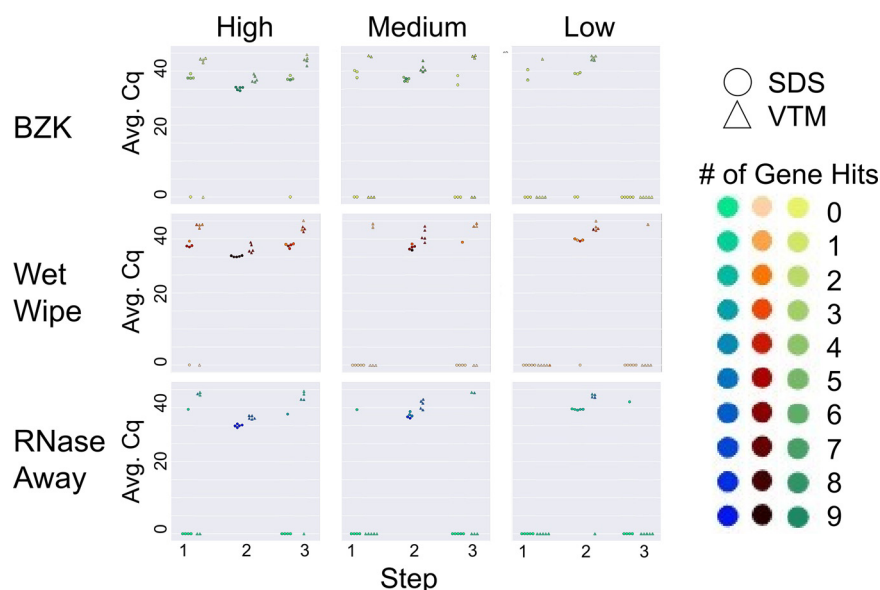 High Medium Low
BZK
Avg. Cq
40
20
0
SDS
VTM
# of Gene Hits
0
1
2
3
4
5
6
7
8
9
Wet
Wipe
Avg. Cq
40
20
0
RNase
Away
Avg. Cq
40
20
0
1 2 3 1 2 3 1 2 3
Step